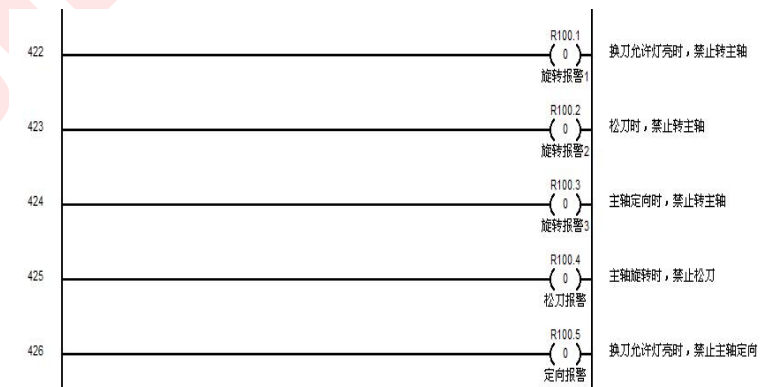 R100.1
422 ( 0 ) 换刀允许灯亮时，禁止转主轴
旋转报警1
R100.2
423 ( 0 ) 松刀时，禁止转主轴
旋转报警2
R100.3
424 ( 0 ) 主轴定向时，禁止转主轴
旋转报警3
R100.4
425 ( 0 ) 主轴旋转时，禁止松刀
松刀报警
R100.5
426 ( 0 ) 换刀允许灯亮时，禁止主轴定向
定向报警